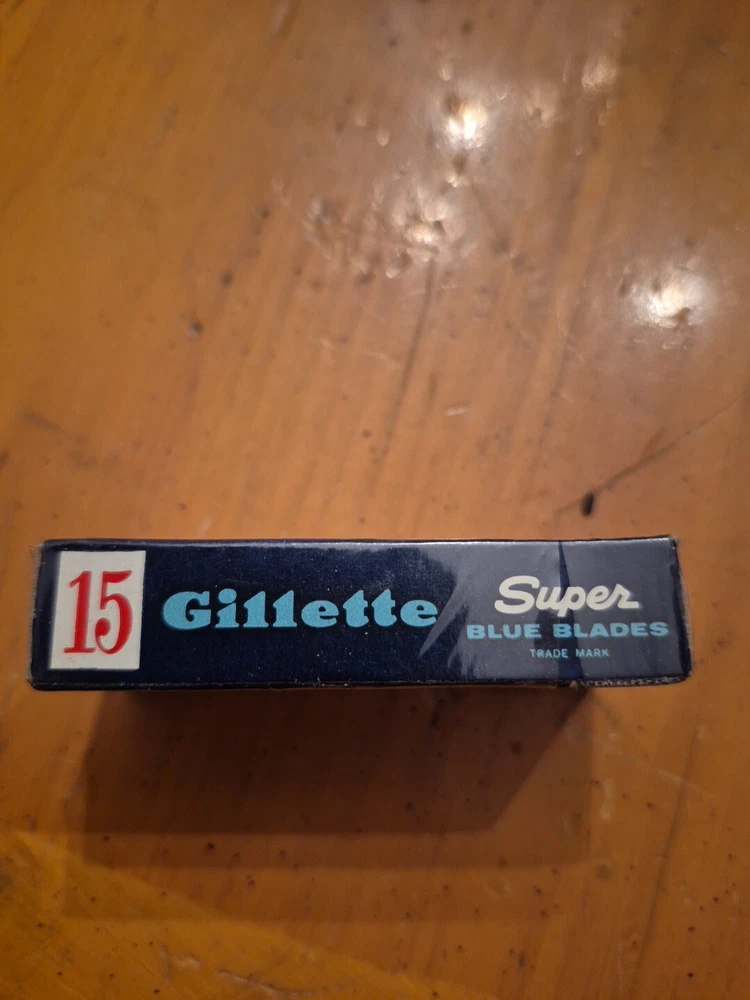 15
Gillette
Super
BLUE BLADES
TRADE MARK